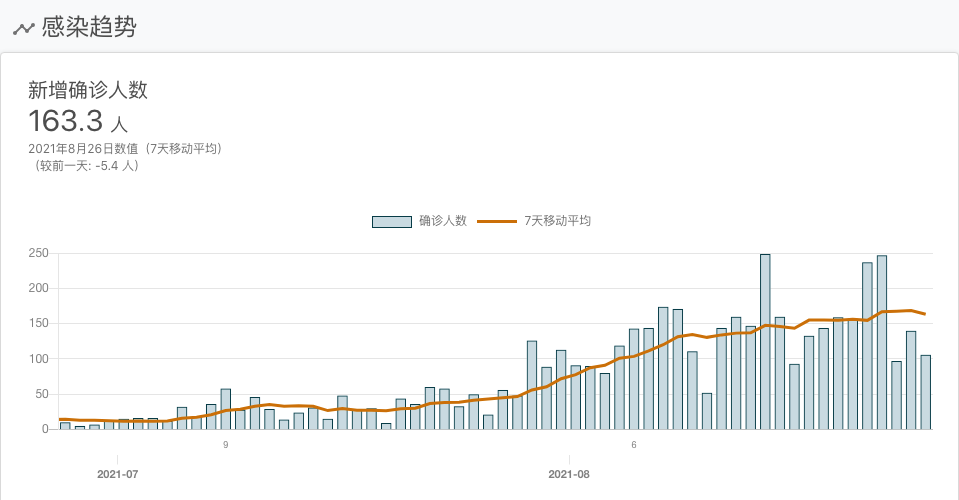 感染趋势
新增确诊人数
163.3 人
2021年8月26日数值（7天移动平均）
（较前一天: -5.4 人）
确诊人数 7天移动平均
250
200
150
100
50
0
9 6
2021-07 2021-08